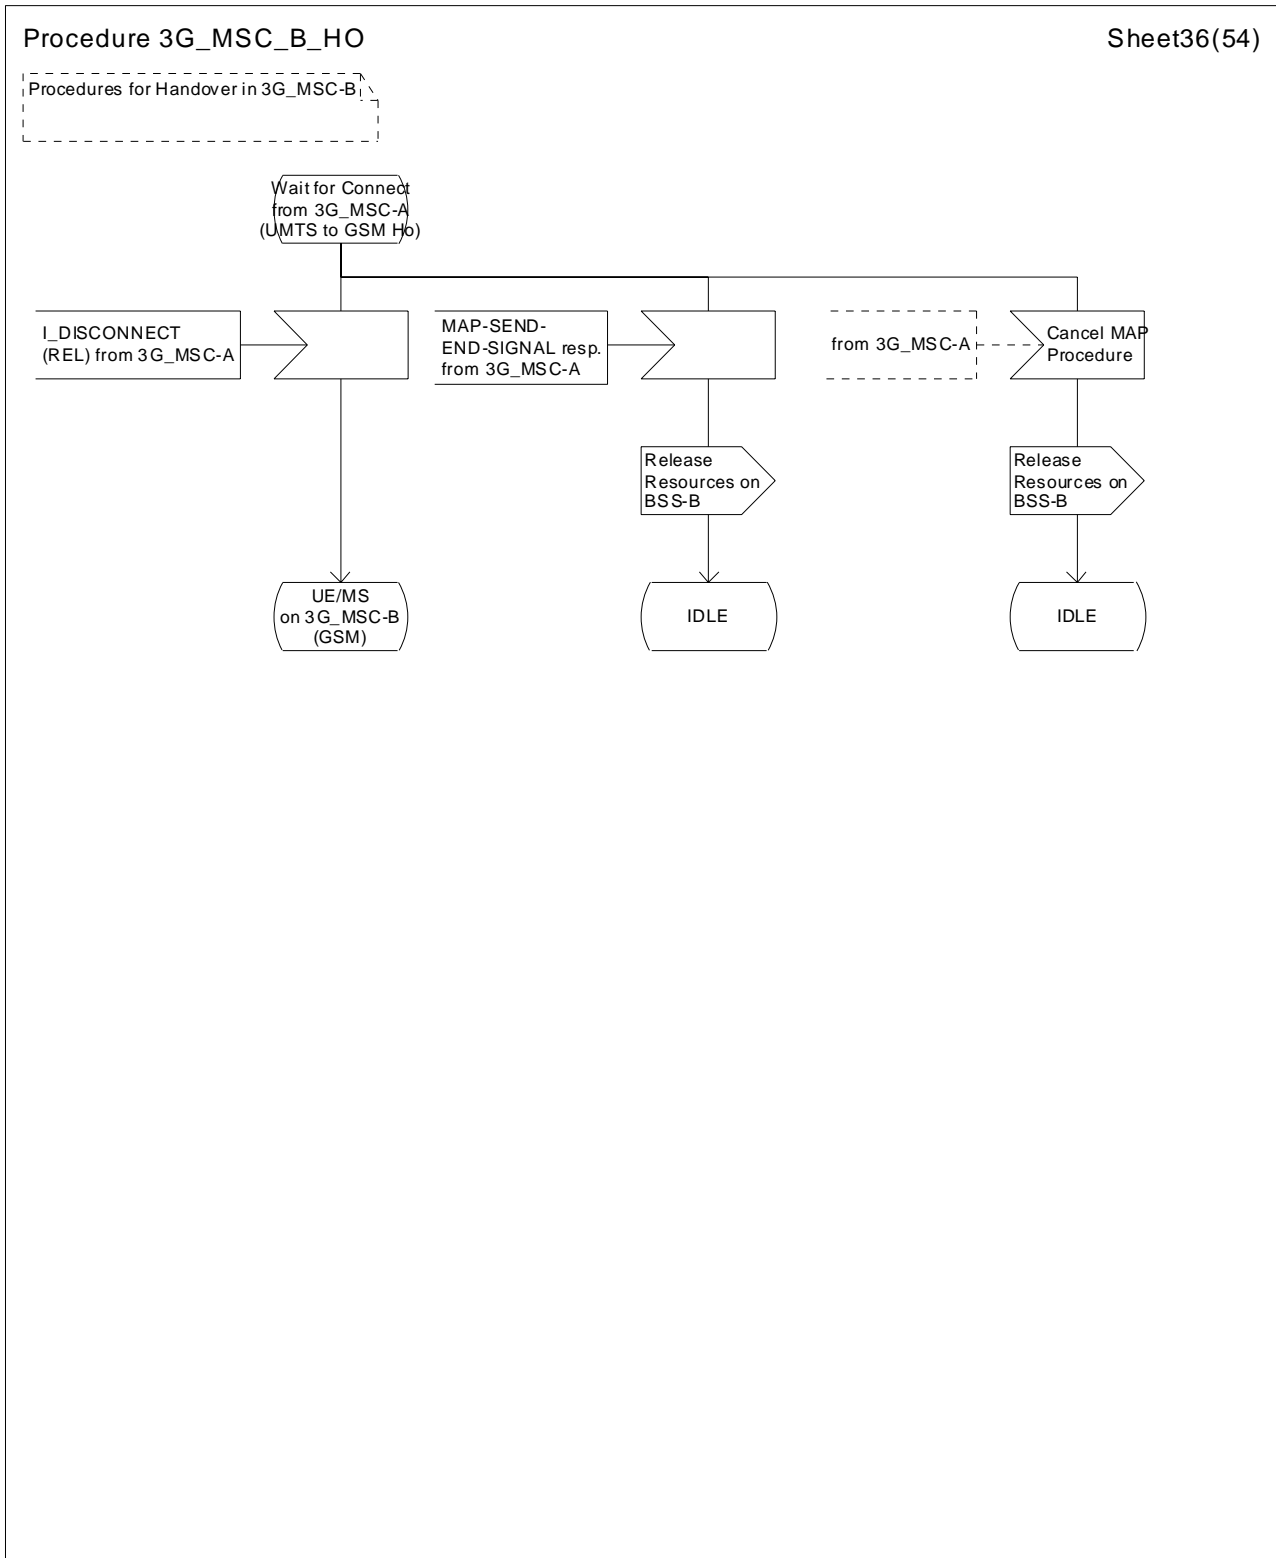 Procedure 3G_MSC_B_HO
Sheet36(54)
Procedures for Handover in 3G_MSC-B
Wait for Connect
from 3G_MSC-A
(UMTS to GSM Ho)
I_DISCONNECT
(REL) from 3G_MSC-A
MAP-SEND-
END-SIGNAL resp.
from 3G_MSC-A
from 3G_MSC-A
Cancel MAP
Procedure
Release
Resources on
BSS-B
Release
Resources on
BSS-B
UE/MS
on 3G_MSC-B
(GSM)
IDLE
IDLE